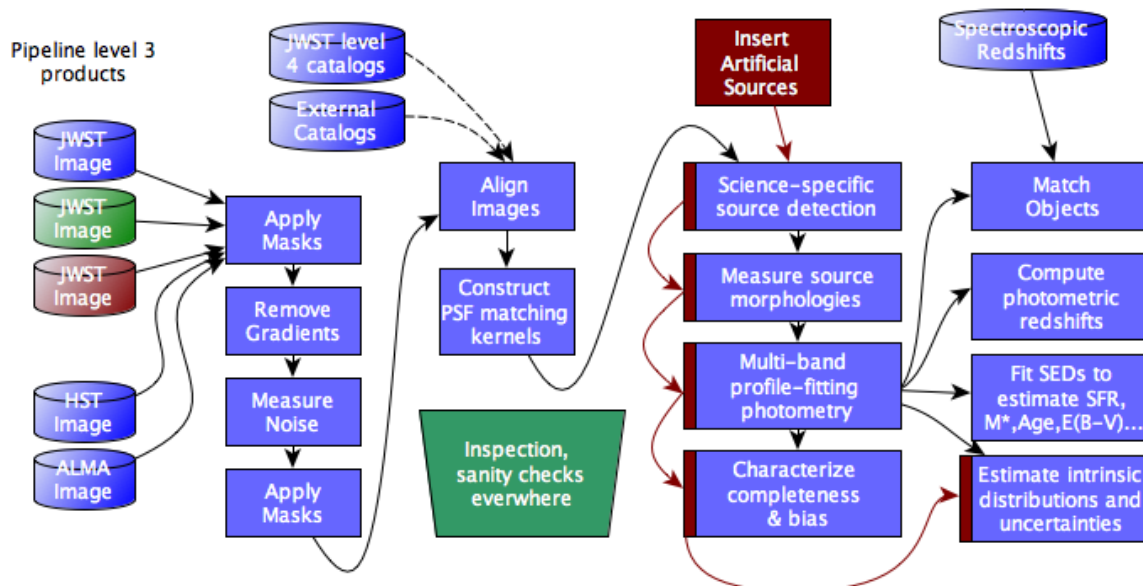 Pipeline level 3
products
JWST
Image
JWST
Image
JWST
Image
HST
Image
ALMA
Image
Apply
Masks
Remove
Gradients
Measure
Noise
Apply
Masks
JWST level
4 catalogs
External
Catalogs
Align
Images
Construct
PSF matching
kernels
Inspection,
sanity checks
everwhere
Insert
Artificial
Sources
Science-specific
source detection
Measure source
morphologies
Multi-band
profile-fitting
photometry
Characterize
completeness
& bias
Spectroscopic
Redshifts
Match
Objects
Compute
photometric
redshifts
Fit SEDs to
estimate SFR,
M*,Age,E(B-V)...
Estimate intrinsic
distributions and
uncertainties